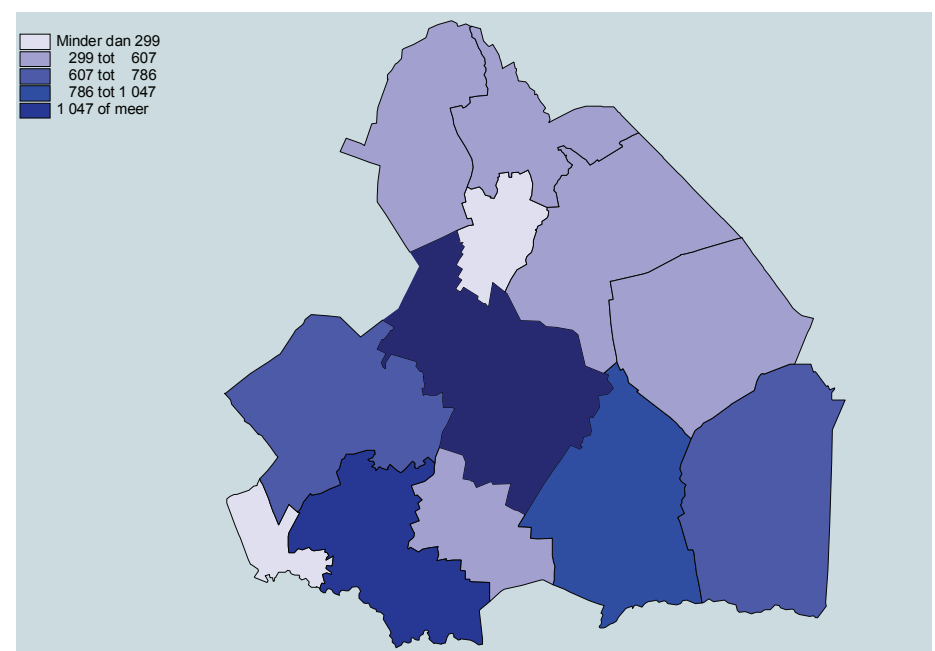 Minder dan 299
299 tot 607
607 tot 786
786 tot 1 047
1 047 of meer